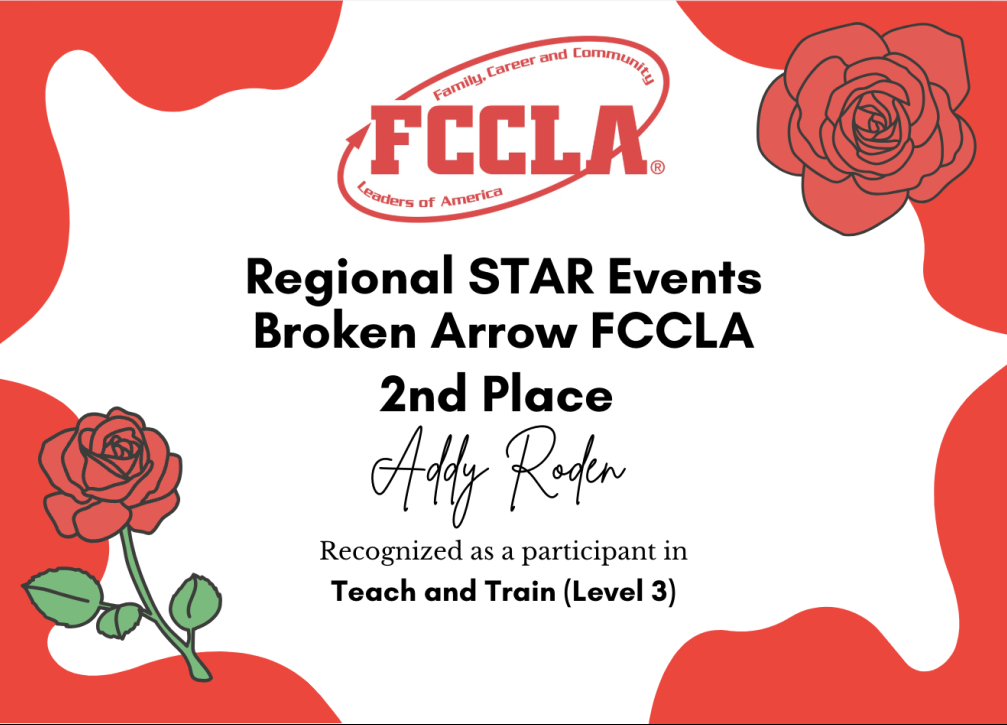 Family, Career and Community
FCCLA®
Leaders of America
Regional STAR Events
Broken Arrow FCCLA
2nd Place
Addy Roden
Recognized as a participant in
Teach and Train (Level 3)